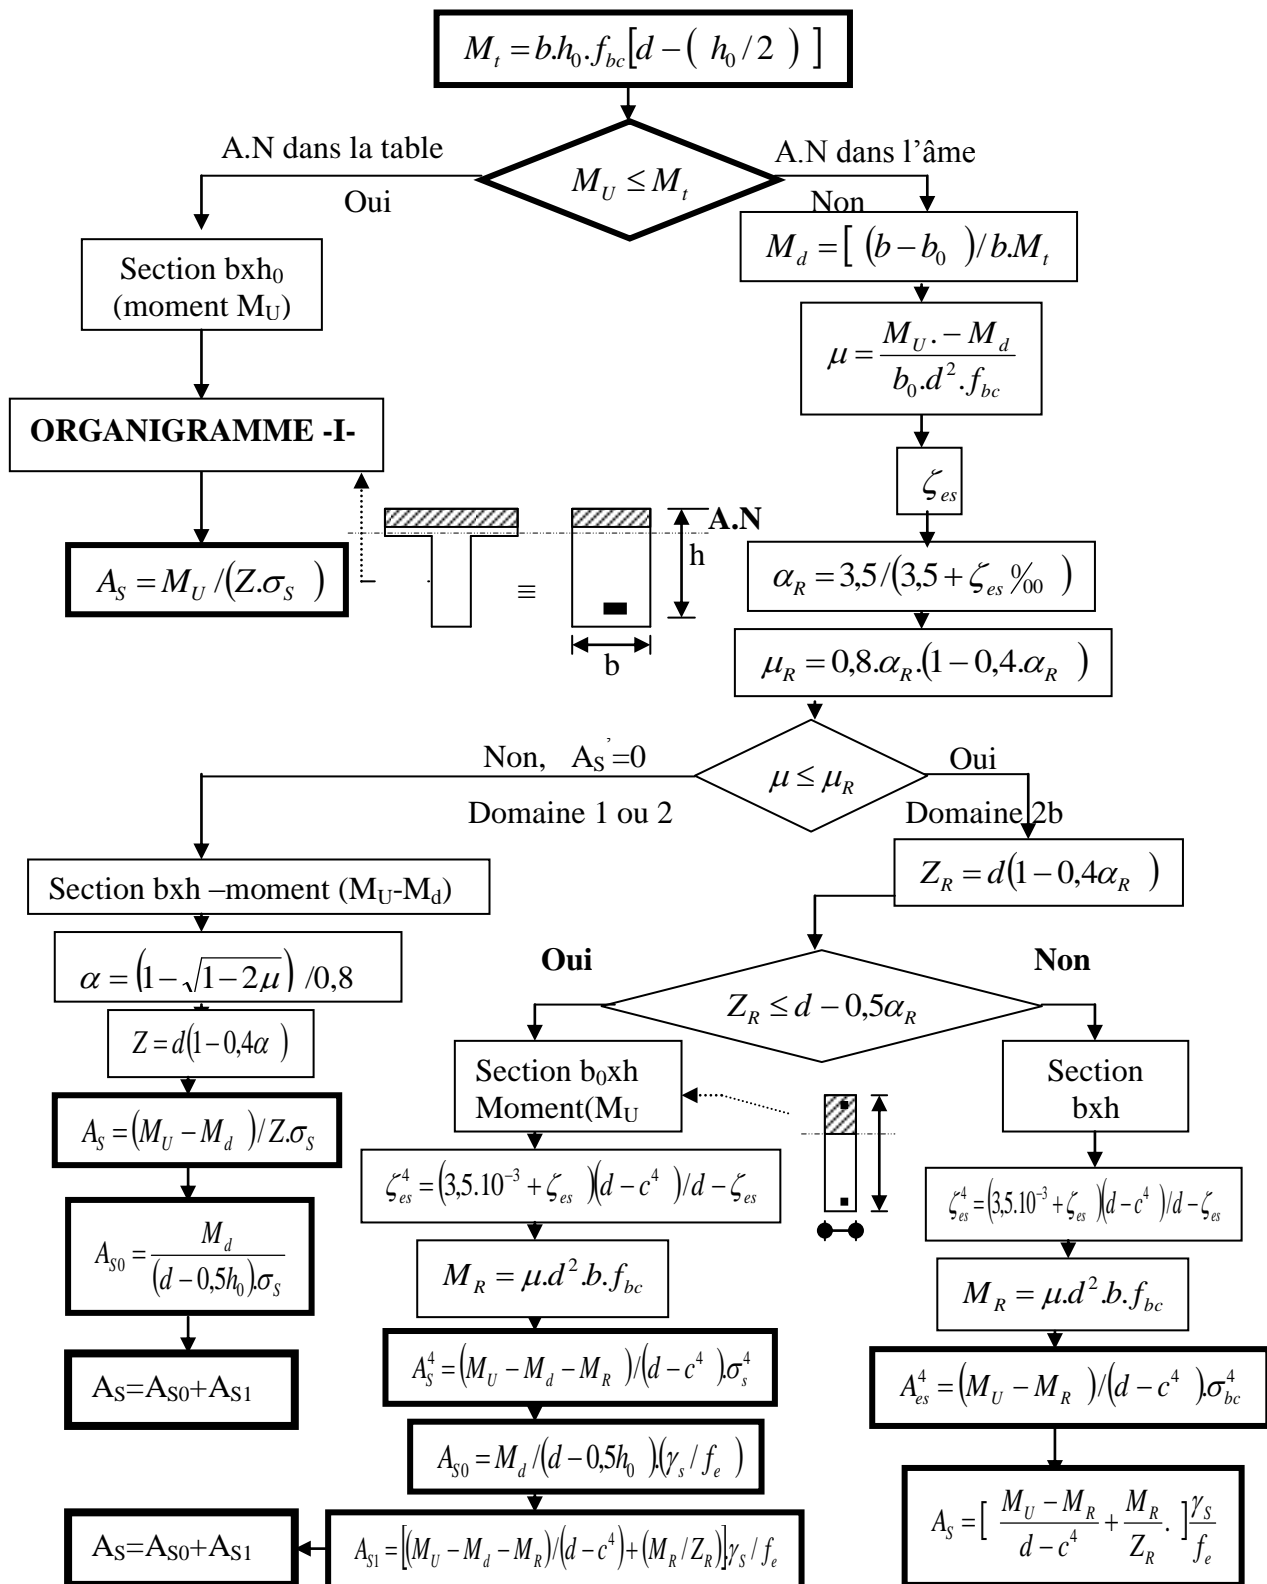 M_t = b.h_0.f_bc[d − ( h_0/2 ) ]
A.N dans la table
A.N dans l'âme
M_U ≤ M_t
Oui
Non
Section bxh_0
(moment M_U)
M_d = [ (b − b_0 )/b.M_t
μ = (M_U. − M_d)/(b_0.d^2.f_bc)
ORGANIGRAMME -I-
ζ_es
A.N
h
A_S = M_U /(Z.σ_S )
≡
b
α_R = 3,5/(3,5 + ζ_es ‰ )
μ_R = 0,8.α_R.(1 − 0,4.α_R )
Non, A_S'=0
μ ≤ μ_R
Oui
Domaine 1 ou 2
Domaine 2b
Section bxh –moment (M_U-M_d)
Z_R = d(1 − 0,4α_R )
α = (1 − √(1 − 2μ)) /0,8
Oui
Non
Z_R ≤ d − 0,5α_R
Z = d(1 − 0,4α )
Section b_0xh
Moment(M_U
Section
bxh
A_S = (M_U − M_d )/Z.σ_S
ζ_es^4 = (3,5.10^−3 + ζ_es )(d − c^4 )/d − ζ_es
ζ_es^4 = (3,5.10^−3 + ζ_es )(d − c^4 )/d − ζ_es
A_S0 = M_d/((d − 0,5h_0).σ_S)
M_R = μ.d^2.b.f_bc
M_R = μ.d^2.b.f_bc
A_S=A_S0+A_S1
A_S^4 = (M_U − M_d − M_R )/(d − c^4 ).σ_s^4
A_es^4 = (M_U − M_R )/(d − c^4 ).σ_bc^4
A_S0 = M_d /(d − 0,5h_0 ).(γ_s / f_e )
A_S=A_S0+A_S1
A_S1 = [(M_U − M_d − M_R)/(d − c^4) + (M_R/Z_R)].γ_S / f_e
A_S = [ (M_U − M_R)/(d − c^4) + M_R/Z_R. ] γ_S/f_e